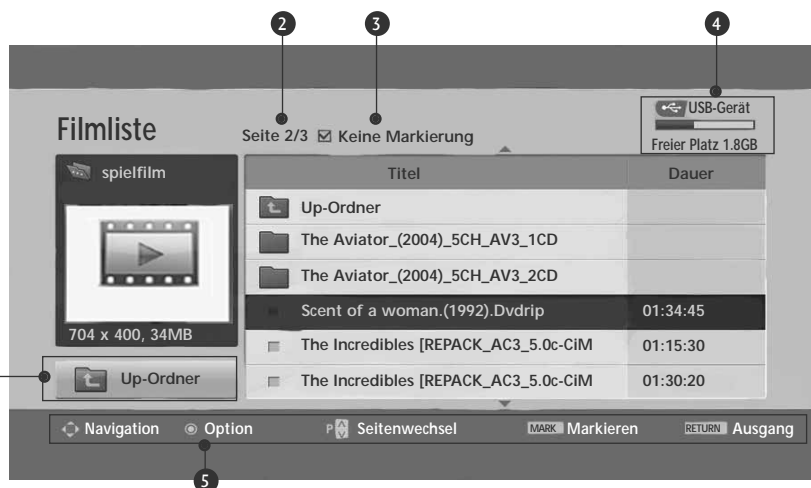 2 3 4
USB-Gerät
Filmliste
Seite 2/3 Keine Markierung
Freier Platz 1.8GB
spielfilm
Titel Dauer
Up-Ordner
The Aviator_(2004)_5CH_AV3_1CD
The Aviator_(2004)_5CH_AV3_2CD
Scent of a woman.(1992).Dvdrip 01:34:45
704 x 400, 34MB
The Incredibles [REPACK_AC3_5.0c-CiM 01:15:30
Up-Ordner
The Incredibles [REPACK_AC3_5.0c-CiM 01:30:20
Navigation Option P Seitenwechsel MARK Markieren RETURN Ausgang
5